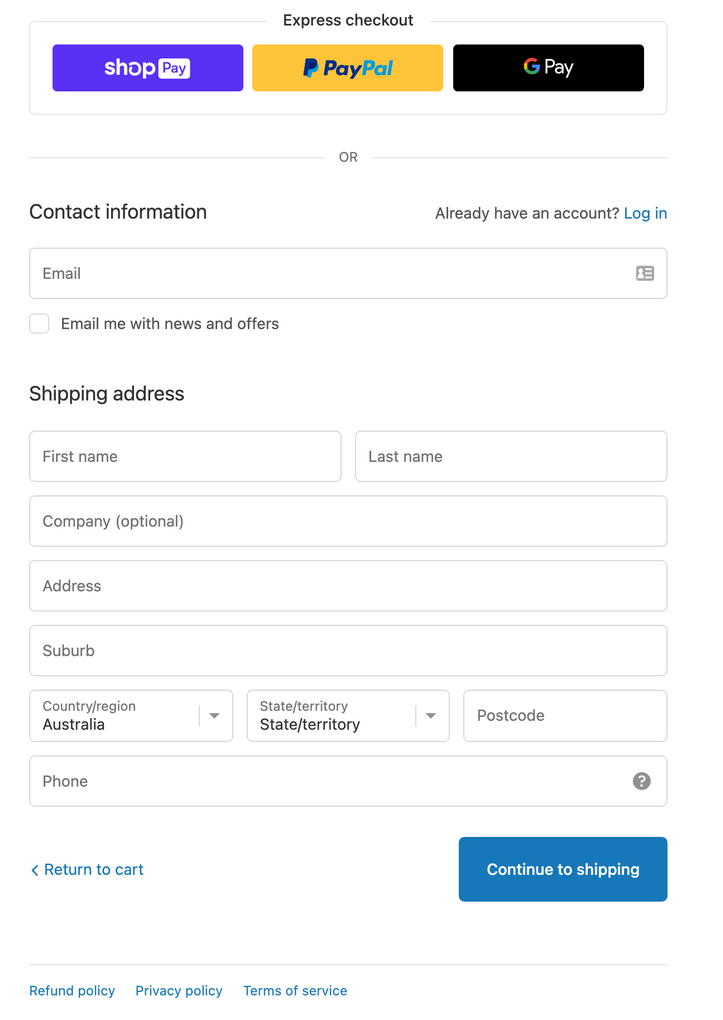 Express checkout
shop Pay PayPal G Pay
OR
Contact information Already have an account? Log in
Email
Email me with news and offers
Shipping address
First name Last name
Company (optional)
Address
Suburb
Country/region State/territory
Australia State/territory Postcode
Phone ?
Return to cart Continue to shipping
Refund policy Privacy policy Terms of service